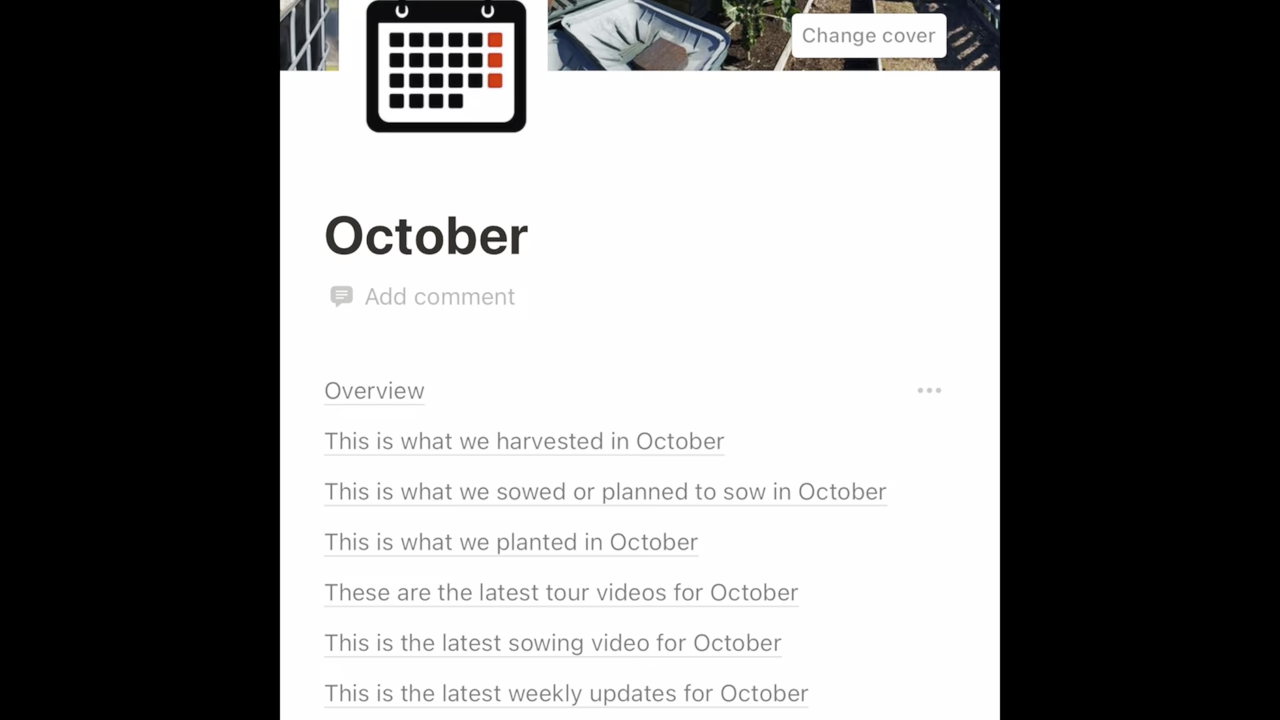 Change cover
October
Add comment
Overview
This is what we harvested in October
This is what we sowed or planned to sow in October
This is what we planted in October
These are the latest tour videos for October
This is the latest sowing video for October
This is the latest weekly updates for October